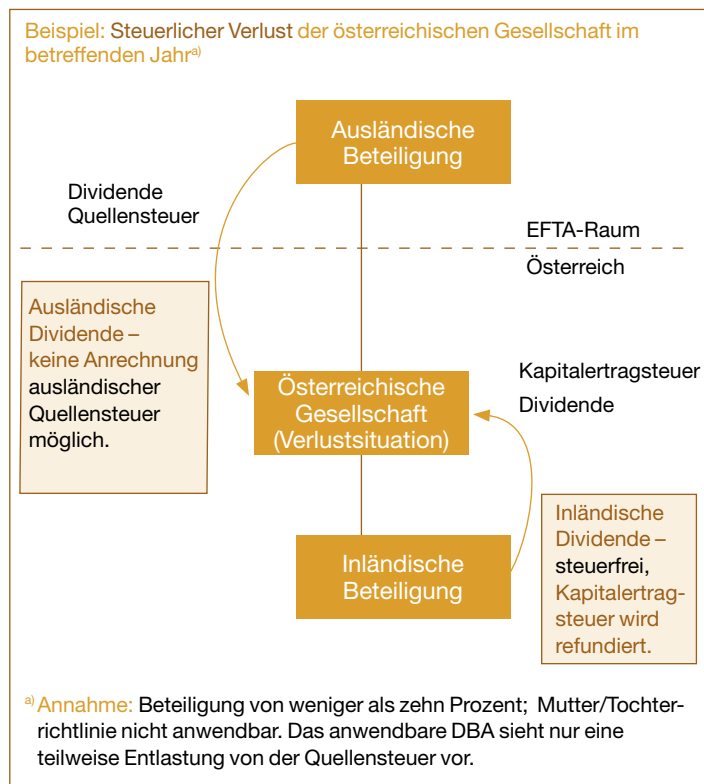 Beispiel: Steuerlicher Verlust der österreichischen Gesellschaft im
betreffenden Jahr a)
Ausländische
Beteiligung
Dividende
Quellensteuer
EFTA-Raum
Österreich
Ausländische
Dividende –
keine Anrechnung
ausländischer
Quellensteuer
möglich.
Österreichische
Gesellschaft
(Verlustsituation)
Kapitalertragsteuer
Dividende
Inländische
Beteiligung
Inländische
Dividende –
steuerfrei,
Kapitalertrag-
steuer wird
refundiert.
a) Annahme: Beteiligung von weniger als zehn Prozent; Mutter/Tochter-
richtlinie nicht anwendbar. Das anwendbare DBA sieht nur eine
teilweise Entlastung von der Quellensteuer vor.